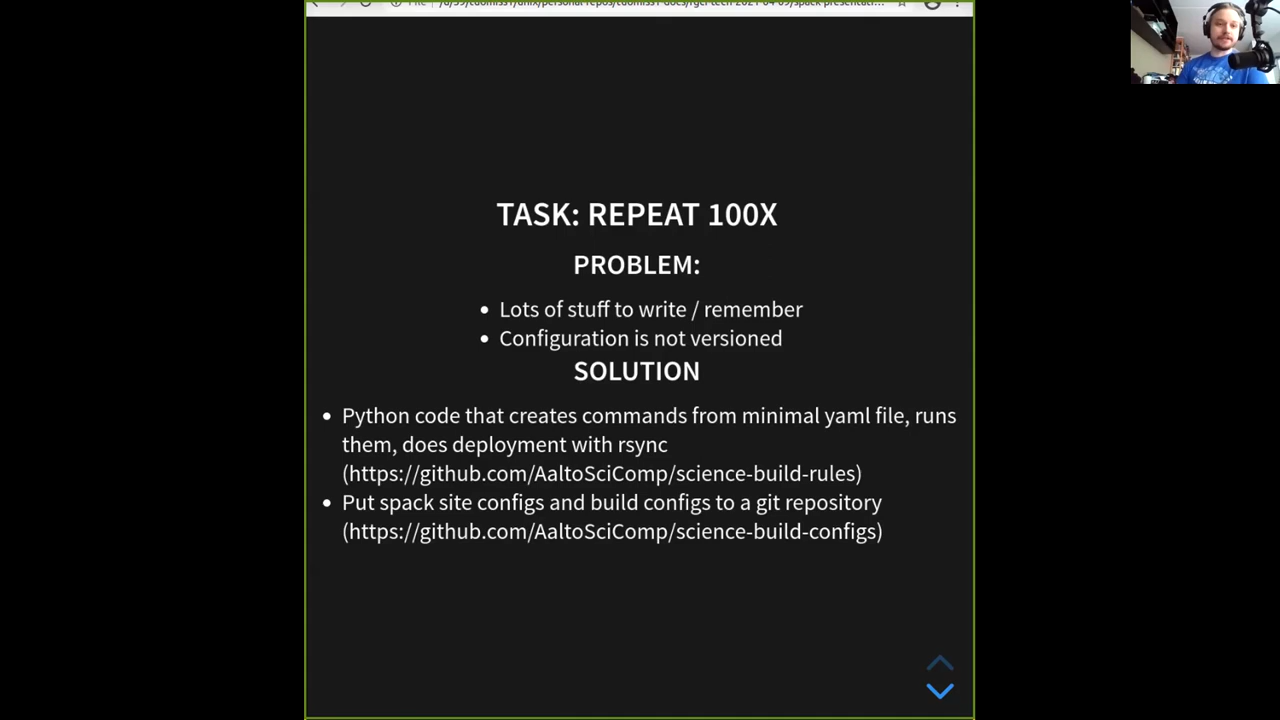 TASK: REPEAT 100X
PROBLEM:
• Lots of stuff to write / remember
• Configuration is not versioned
SOLUTION
• Python code that creates commands from minimal yaml file, runs
them, does deployment with rsync
(https://github.com/AaltoSciComp/science-build-rules)
• Put spack site configs and build configs to a git repository
(https://github.com/AaltoSciComp/science-build-configs)